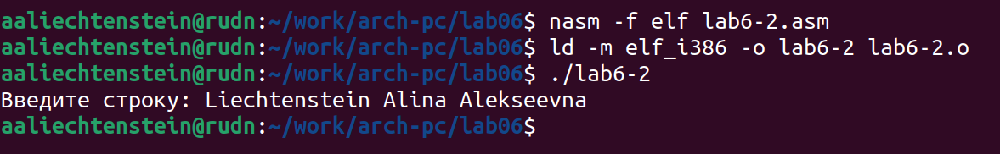 aaliechtenstein@rudn:~/work/arch-pc/lab06$ nasm -f elf lab6-2.asm
aaliechtenstein@rudn:~/work/arch-pc/lab06$ ld -m elf_i386 -o lab6-2 lab6-2.o
aaliechtenstein@rudn:~/work/arch-pc/lab06$ ./lab6-2
Введите строку: Liechtenstein Alina Alekseevna
aaliechtenstein@rudn:~/work/arch-pc/lab06$